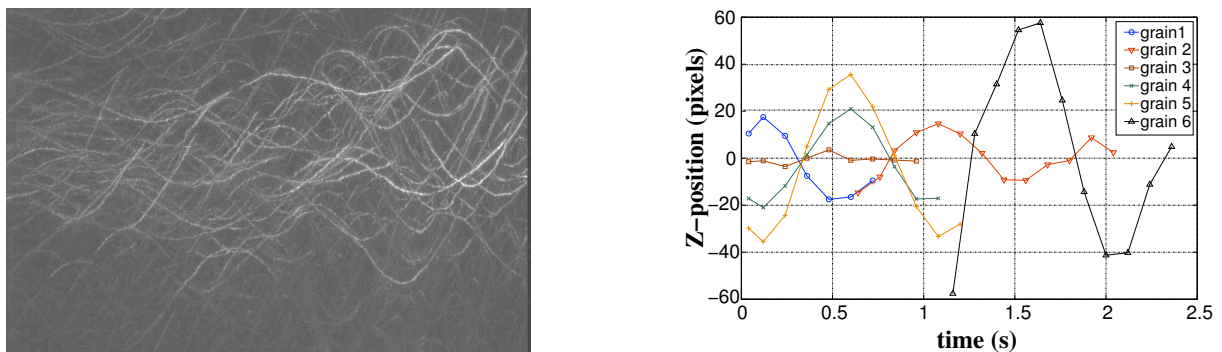 60
40
20
0
−20
−40
−60
0
0.5
1
1.5
2
2.5
Z−position (pixels)
time (s)
grain1
grain 2
grain 3
grain 4
grain 5
grain 6